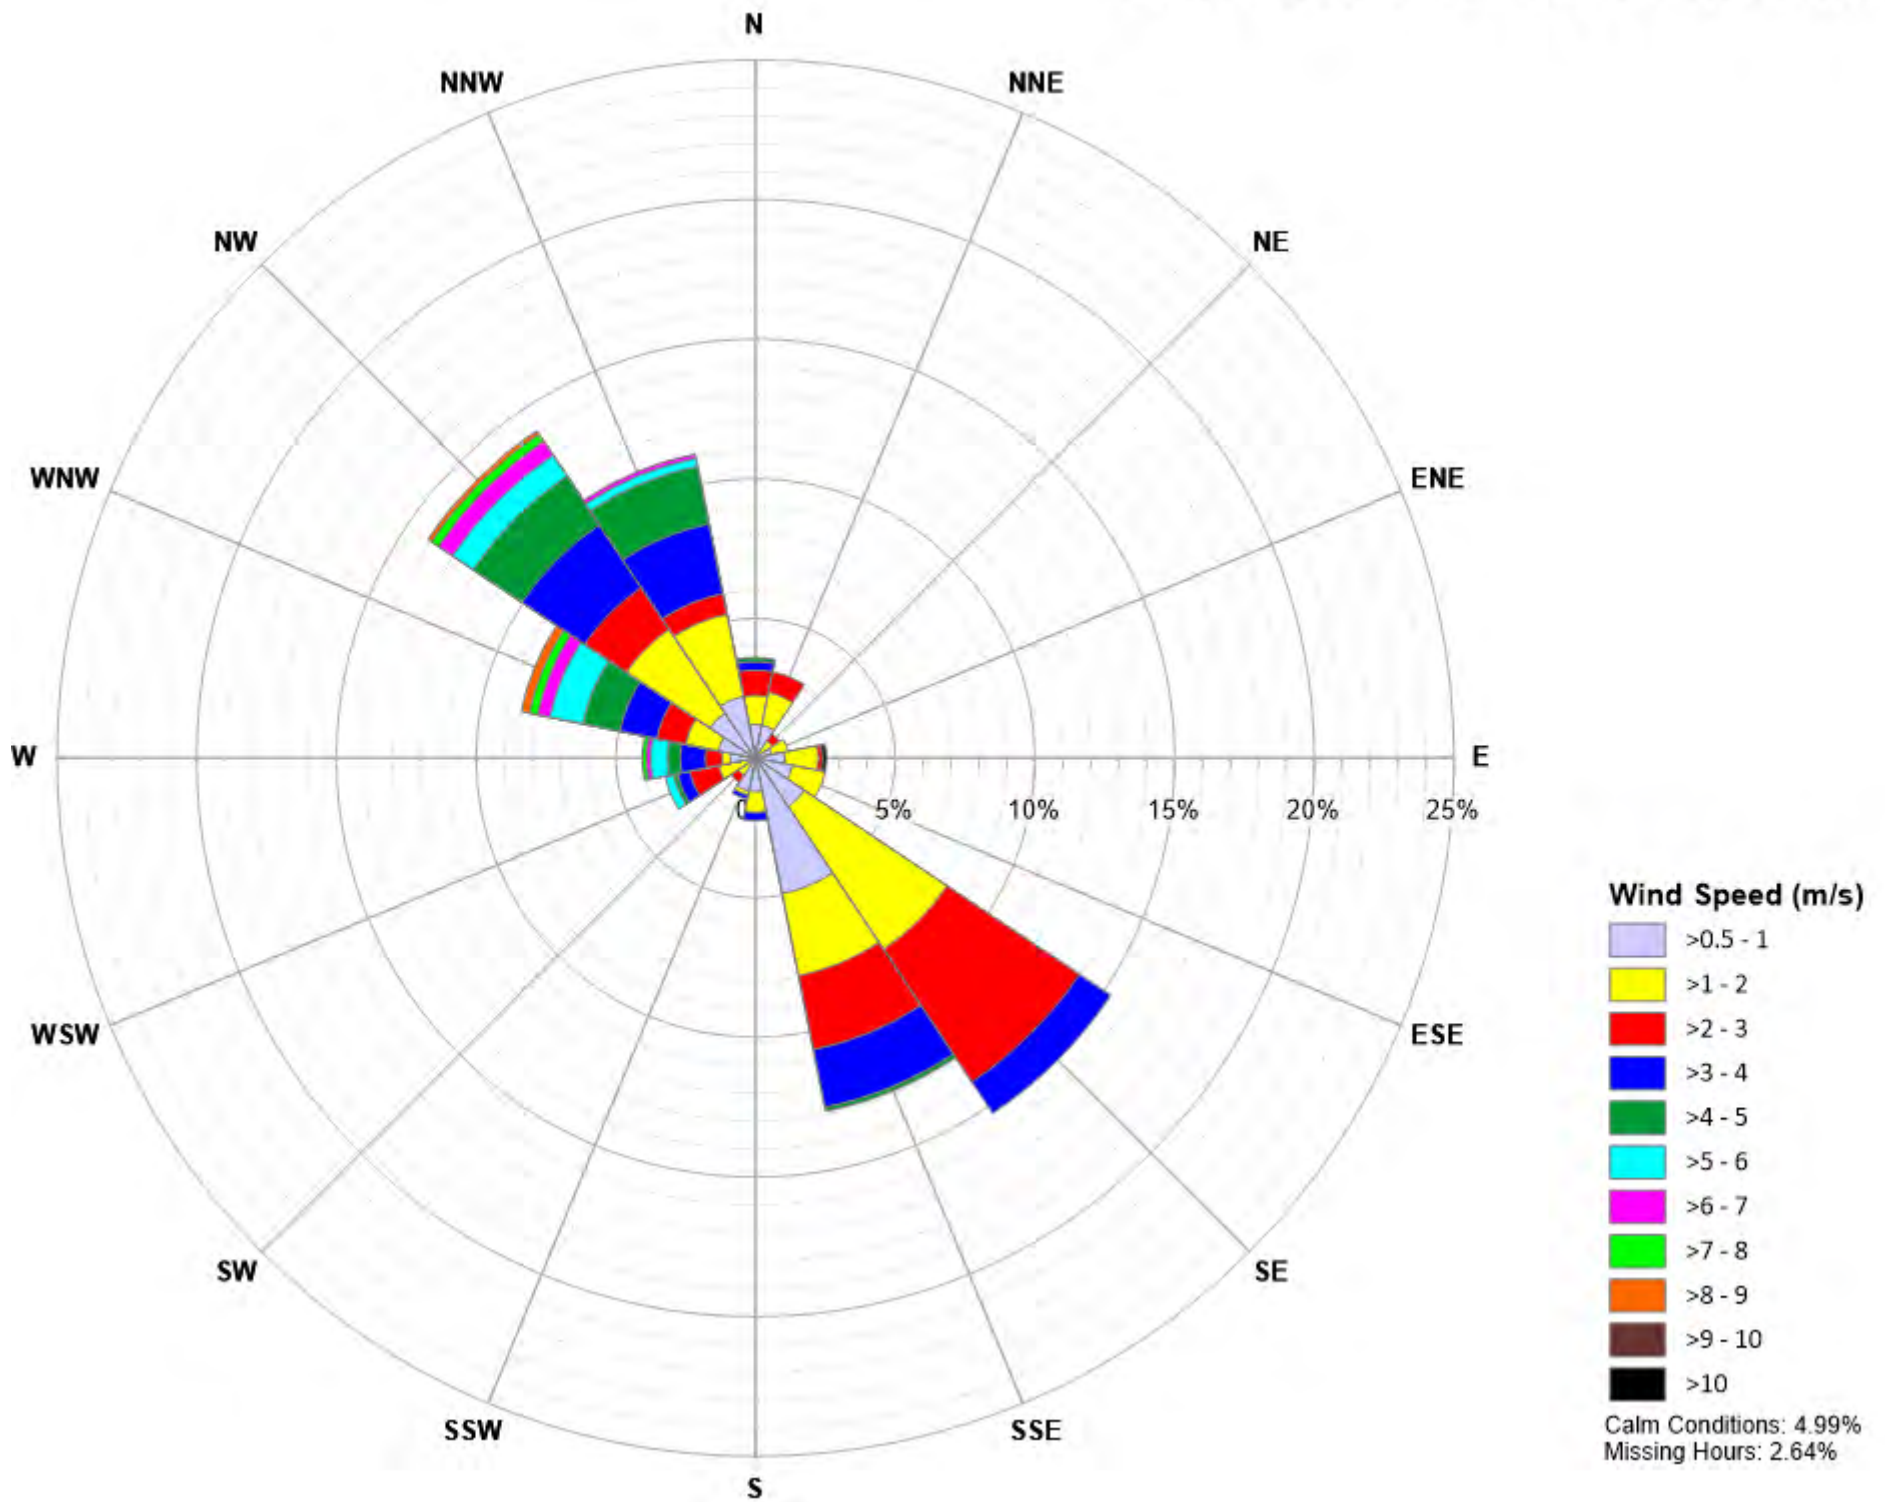 N
NNW
NNE
NW
NE
WNW
ENE
W
E
0
5%
10%
15%
20%
25%
WSW
ESE
SW
SE
SSW
SSE
S
Wind Speed (m/s)
>0.5 - 1
>1 - 2
>2 - 3
>3 - 4
>4 - 5
>5 - 6
>6 - 7
>7 - 8
>8 - 9
>9 - 10
>10
Calm Conditions: 4.99%
Missing Hours: 2.64%